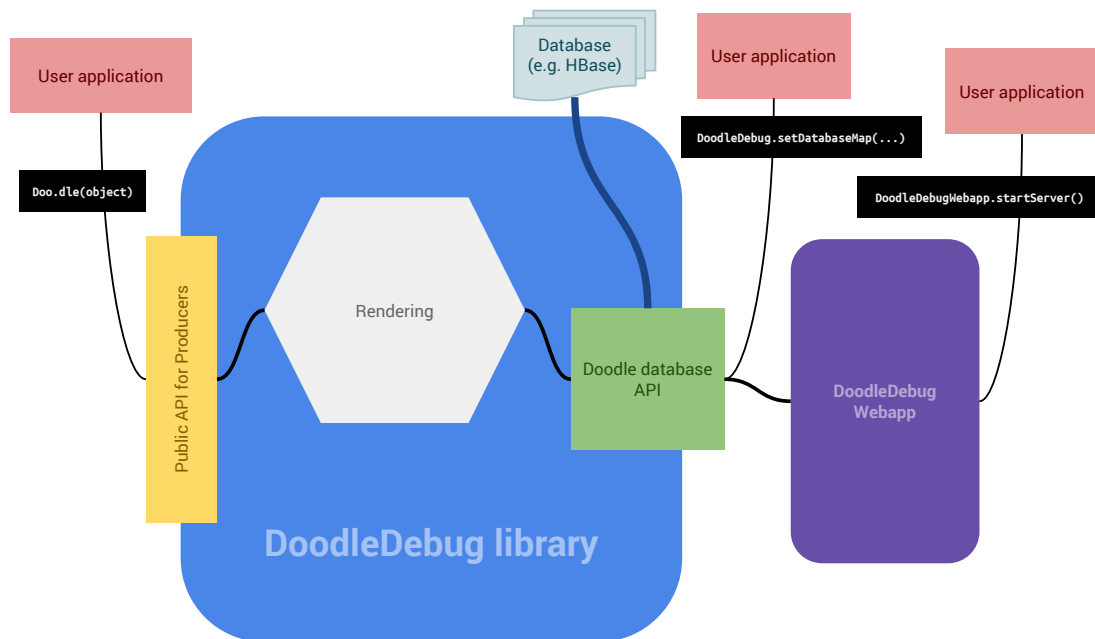 User application
Database
(e.g. HBase)
User application
User application
DoodleDebug.setDatabaseMap(...)
Doo.dle(object)
DoodleDebugWebapp.startServer()
Public API for Producers
Rendering
Doodle database
API
DoodleDebug
Webapp
DoodleDebug library